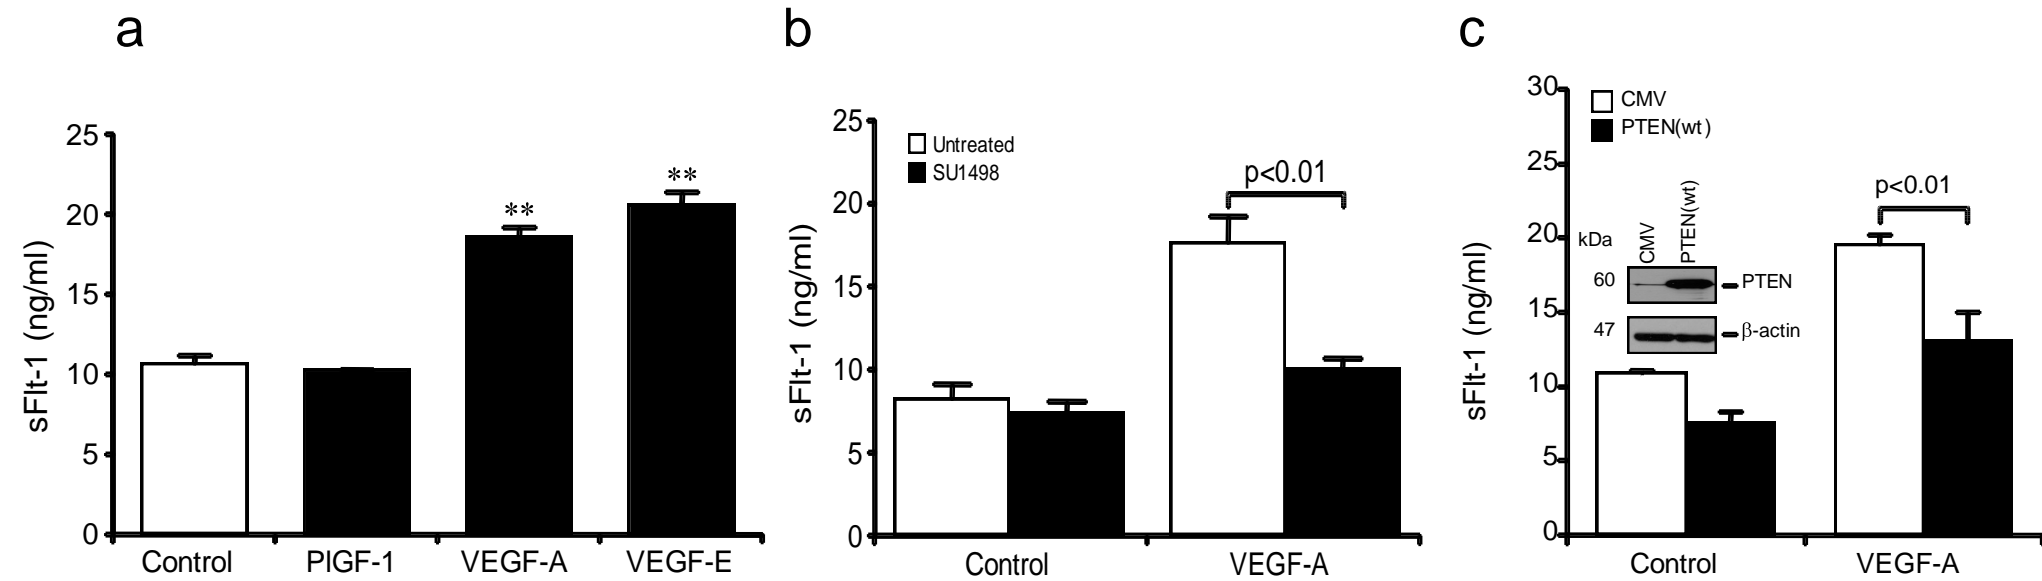 a
sFlt-1 (ng/ml)
25
20
15
10
5
0
**
**
Control
PlGF-1
VEGF-A
VEGF-E
b
sFlt-1 (ng/ml)
25
20
15
10
5
0
Untreated
SU1498
p<0.01
Control
VEGF-A
c
sFlt-1 (ng/ml)
30
25
20
15
10
5
0
CMV
PTEN(wt)
kDa
CMV
PTEN(wt)
60
PTEN
47
β-actin
p<0.01
Control
VEGF-A